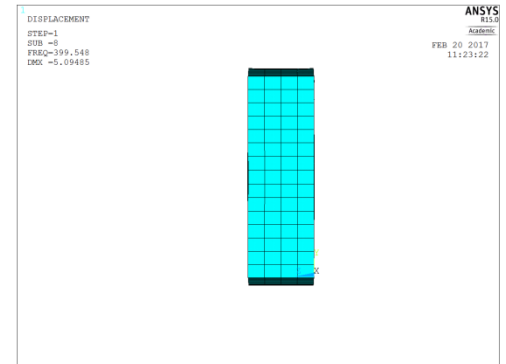 1
DISPLACEMENT
STEP=1
SUB =8
FREQ=399.548
DMX =5.09485
ANSYS
R15.0
Academic
FEB 20 2017
11:23:22
X